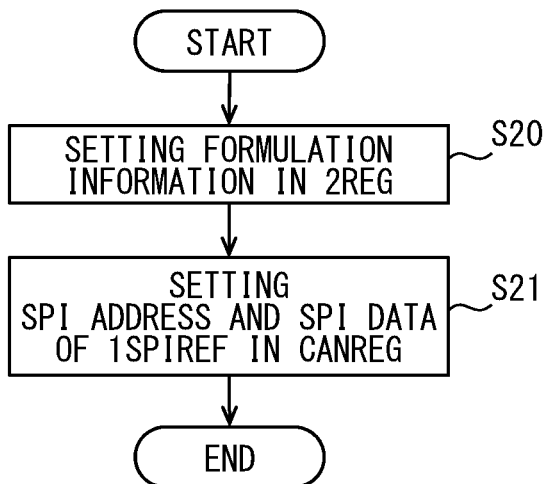 START
SETTING FORMULATION
INFORMATION IN 2REG
S20
SETTING
SPI ADDRESS AND SPI DATA
OF 1SPIREF IN CANREG
S21
END